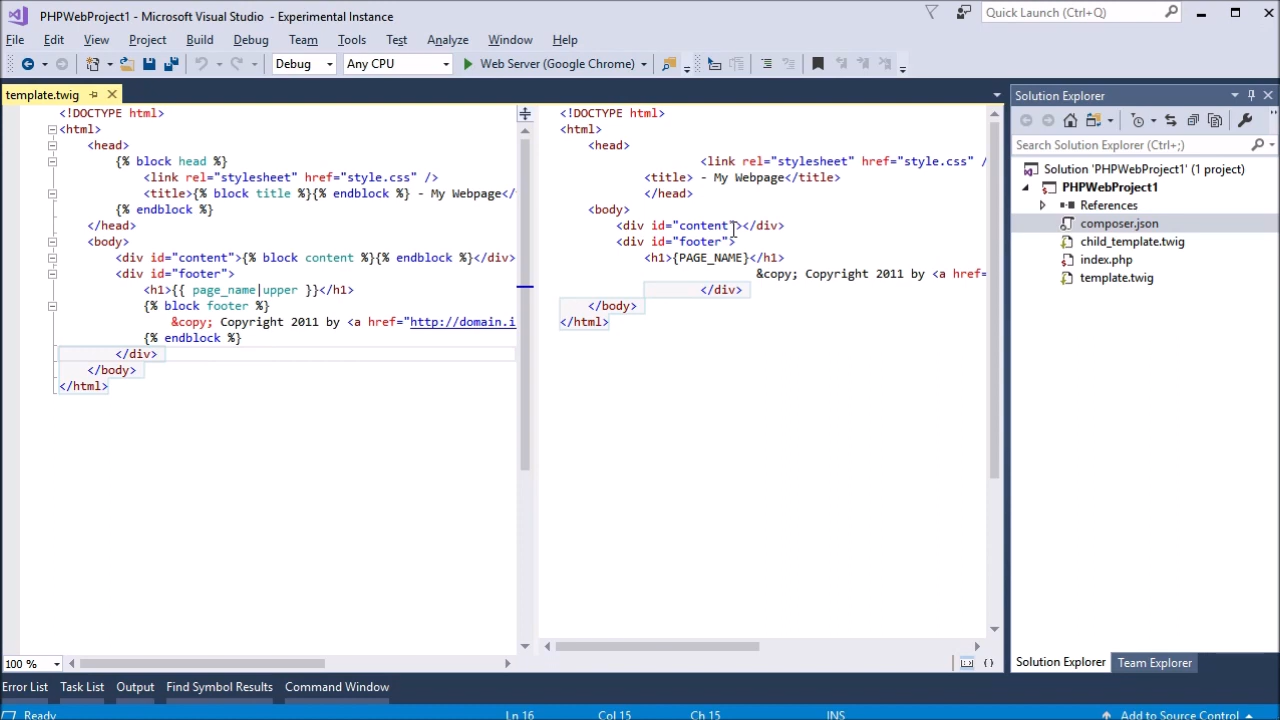 PHPWebProject1 - Microsoft Visual Studio - Experimental Instance
Quick Launch (Ctrl+Q)
File Edit View Project Build Debug Team Tools Test Analyze Window Help
Debug Any CPU Web Server (Google Chrome)
template.twig
<!DOCTYPE html>
<html>
<head>
{% block head %}
<link rel="stylesheet" href="style.css" />
<title>{% block title %}{% endblock %} - My Webpage</
{% endblock %}
</head>
<body>
<div id="content">{% block content %}{% endblock %}</div>
<div id="footer">
<h1>{{ page_name|upper }}</h1>
{% block footer %}
&copy; Copyright 2011 by <a href="http://domain.i
{% endblock %}
</div>
</body>
</html>
100 %
<!DOCTYPE html>
<html>
<head>
<link rel="stylesheet" href="style.css" /
<title> - My Webpage</title>
</head>
<body>
<div id="content"></div>
<div id="footer">
<h1>{PAGE_NAME}</h1>
&copy; Copyright 2011 by <a href=
</div>
</body>
</html>
Solution Explorer
Search Solution Explorer (Ctrl+;)
Solution 'PHPWebProject1' (1 project)
PHPWebProject1
References
composer.json
child_template.twig
index.php
template.twig
Solution Explorer Team Explorer
Error List Task List Output Find Symbol Results Command Window
Ready Ln 16 Col 15 Ch 15 INS Add to Source Control